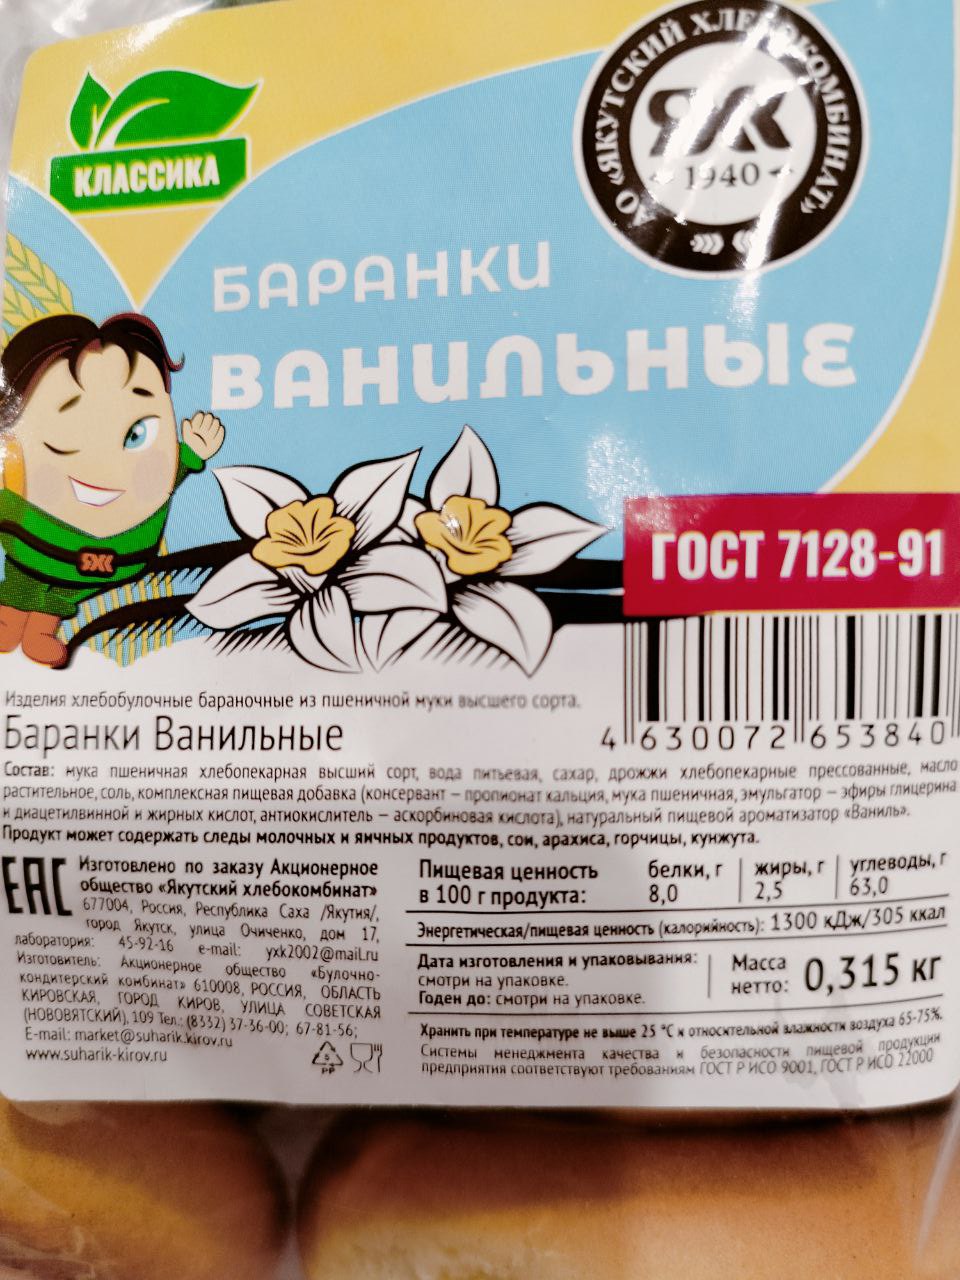 КЛАССИКА
АО «ЯКУТСКИЙ ХЛЕБОКОМБИНАТ»
ЯХК
1940
БАРАНКИ
ВАНИЛЬНЫЕ
ЯХК
ГОСТ 7128-91
Изделия хлебобулочные бараночные из пшеничной муки высшего сорта.
Баранки Ванильные
4 630072 653840
Состав: мука пшеничная хлебопекарная высший сорт, вода питьевая, сахар, дрожжи хлебопекарные прессованные, масло
растительное, соль, комплексная пищевая добавка (консервант – пропионат кальция, мука пшеничная, эмульгатор – эфиры глицерина
и диацетилвинной и жирных кислот, антиокислитель – аскорбиновая кислота), натуральный пищевой ароматизатор «Ваниль».
Продукт может содержать следы молочных и яичных продуктов, сои, арахиса, горчицы, кунжута.
EAC
Изготовлено по заказу Акционерное
общество «Якутский хлебокомбинат»
677004, Россия, Республика Саха /Якутия/,
город Якутск, улица Очиченко, дом 17,
лаборатория: 45-92-16 e-mail: yxk2002@mail.ru
Изготовитель: Акционерное общество «Булочно-
кондитерский комбинат» 610008, РОССИЯ, ОБЛАСТЬ
КИРОВСКАЯ, ГОРОД КИРОВ, УЛИЦА СОВЕТСКАЯ
(НОВОВЯТСКИЙ), 109 Тел.: (8332) 37-36-00; 67-81-56;
E-mail: market@suharik.kirov.ru
www.suharik-kirov.ru
5
PP
Пищевая ценность белки, г жиры, г углеводы, г
в 100 г продукта: 8,0 2,5 63,0
Энергетическая/пищевая ценность (калорийность): 1300 кДж/305 ккал
Дата изготовления и упаковывания:
смотри на упаковке.
Годен до: смотри на упаковке.
Масса
нетто: 0,315 кг
Хранить при температуре не выше 25 °С и относительной влажности воздуха 65-75%.
Системы менеджмента качества и безопасности пищевой продукции
предприятия соответствуют требованиям ГОСТ Р ИСО 9001, ГОСТ Р ИСО 22000